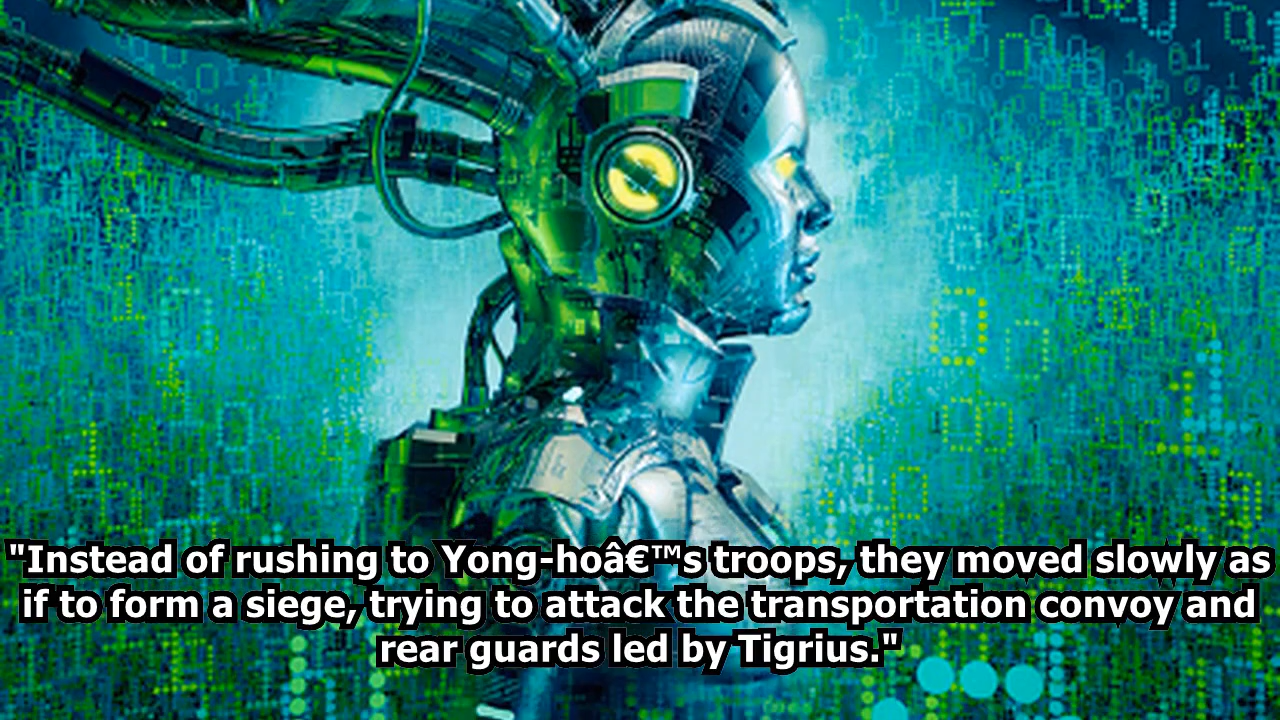 "Instead of rushing to Yong-hoâ€™s troops, they moved slowly as
if to form a siege, trying to attack the transportation convoy and
rear guards led by Tigrius."